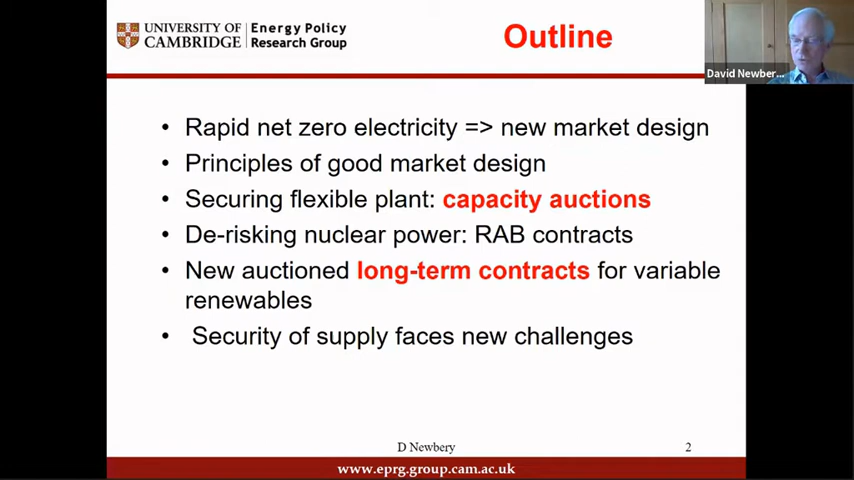 UNIVERSITY OF
CAMBRIDGE
Energy Policy
Research Group
Outline
David Newber...
• Rapid net zero electricity => new market design
• Principles of good market design
• Securing flexible plant: capacity auctions
• De-risking nuclear power: RAB contracts
• New auctioned long-term contracts for variable
renewables
• Security of supply faces new challenges
D Newbery
2
www.eprg.group.cam.ac.uk